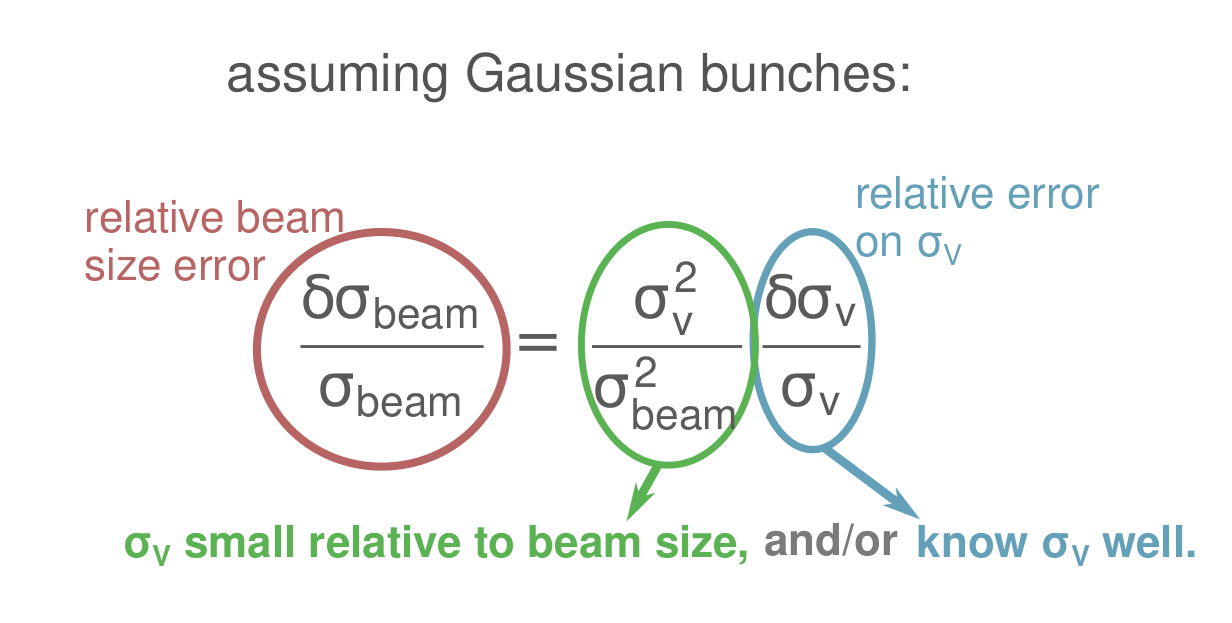 assuming Gaussian bunches:
relative beam
size error
relative error
on σ_V
δσ_beam / σ_beam = σ_v^2 / σ_beam^2 δσ_v / σ_v
σ_V small relative to beam size, and/or know σ_V well.